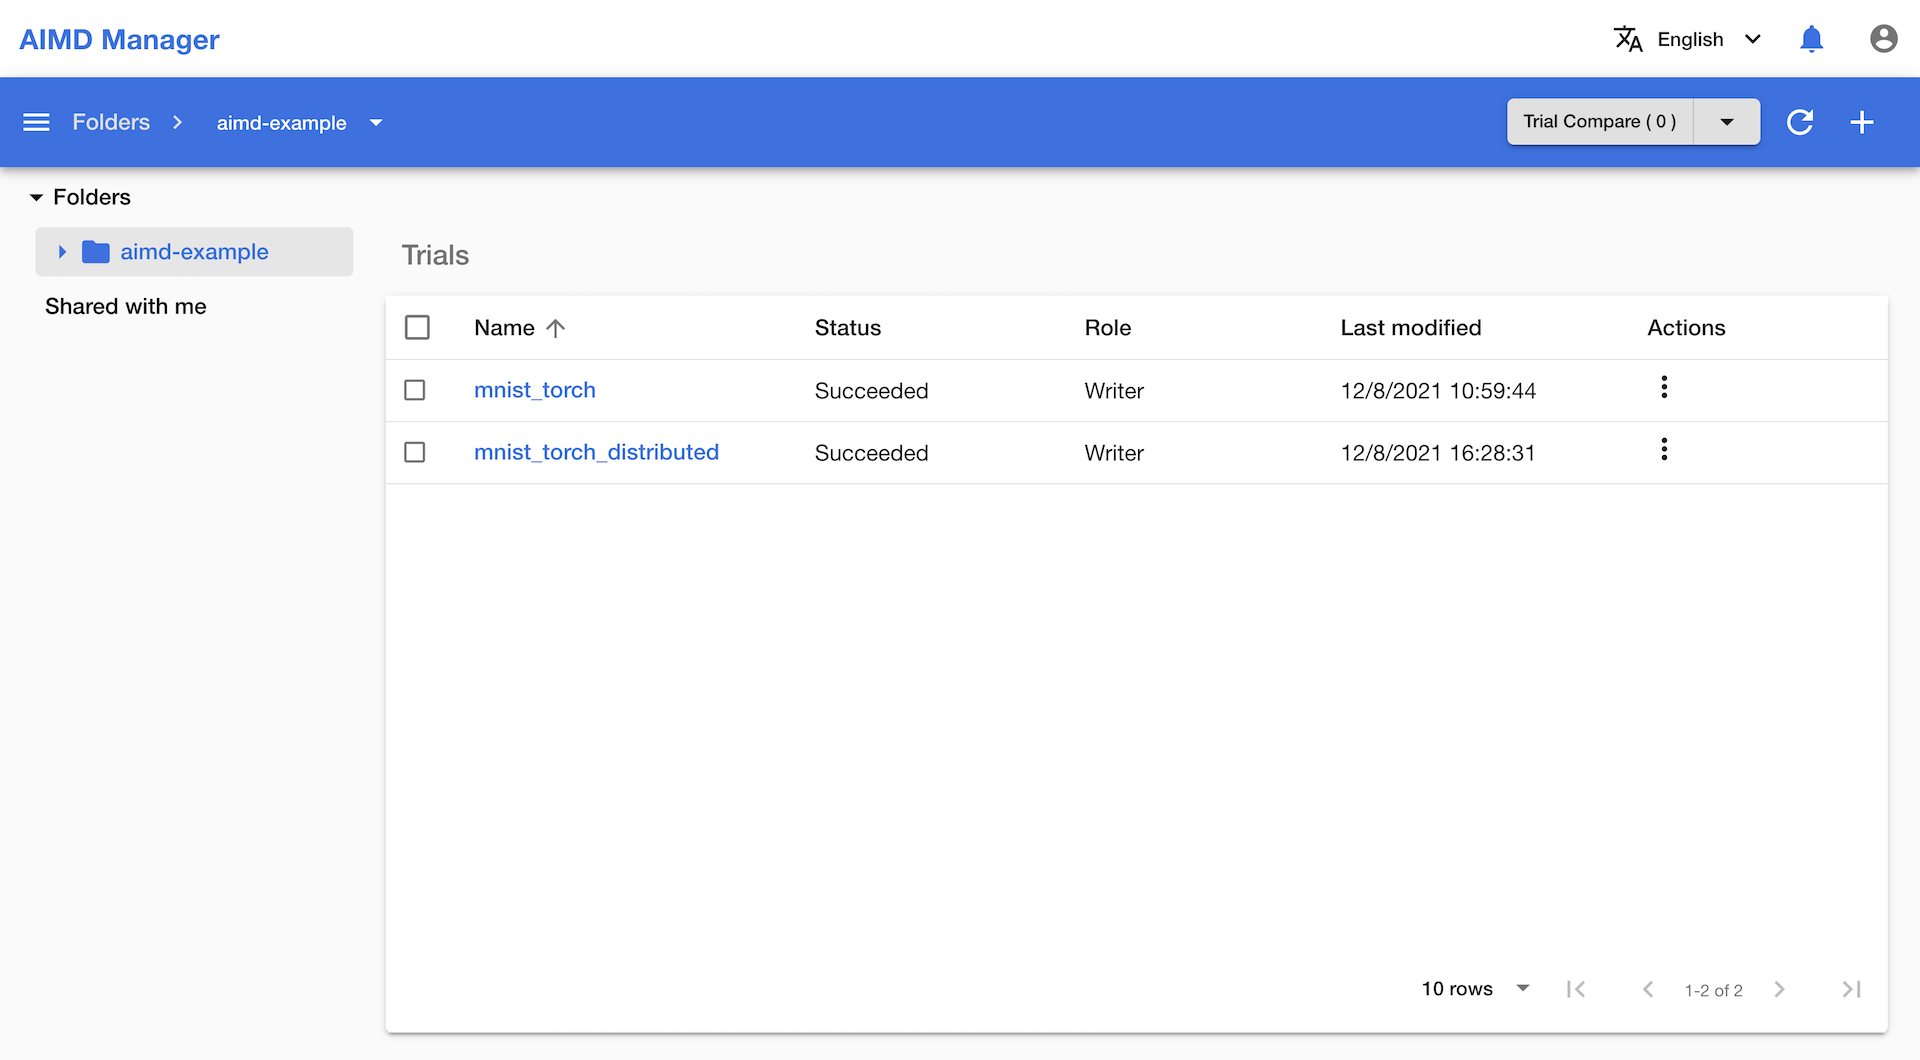 AIMD Manager
English
Folders
aimd-example
Trial Compare ( 0 )
Folders
aimd-example
Shared with me
Trials
Name Status Role Last modified Actions
mnist_torch Succeeded Writer 12/8/2021 10:59:44
mnist_torch_distributed Succeeded Writer 12/8/2021 16:28:31
10 rows 1-2 of 2